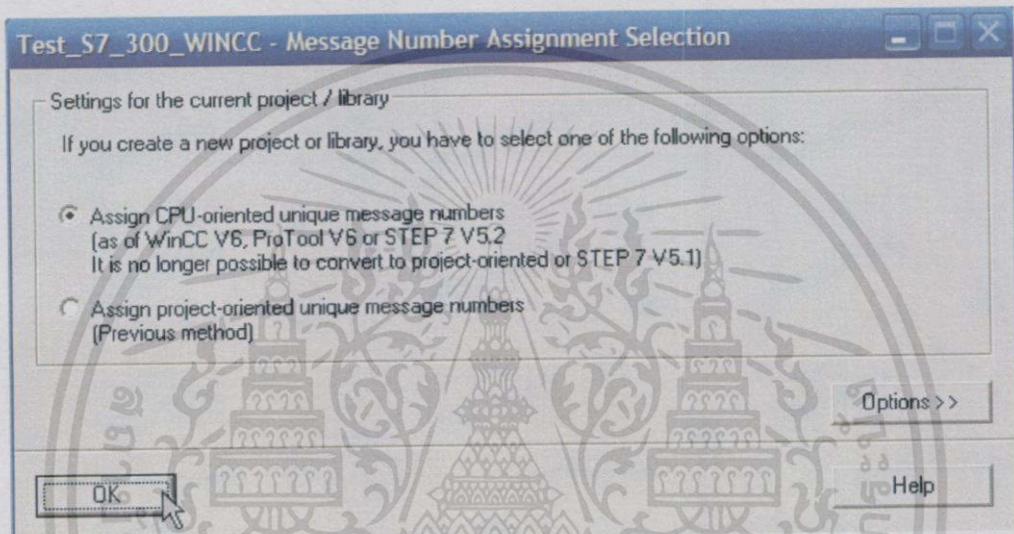 Test_S7_300_WINCC - Message Number Assignment Selection
Settings for the current project / library
If you create a new project or library, you have to select one of the following options:
Assign CPU-oriented unique message numbers
(as of WinCC V6, ProTool V6 or STEP 7 V5.2
It is no longer possible to convert to project-oriented or STEP 7 V5.1)
Assign project-oriented unique message numbers
(Previous method)
Options >>
OK
Help